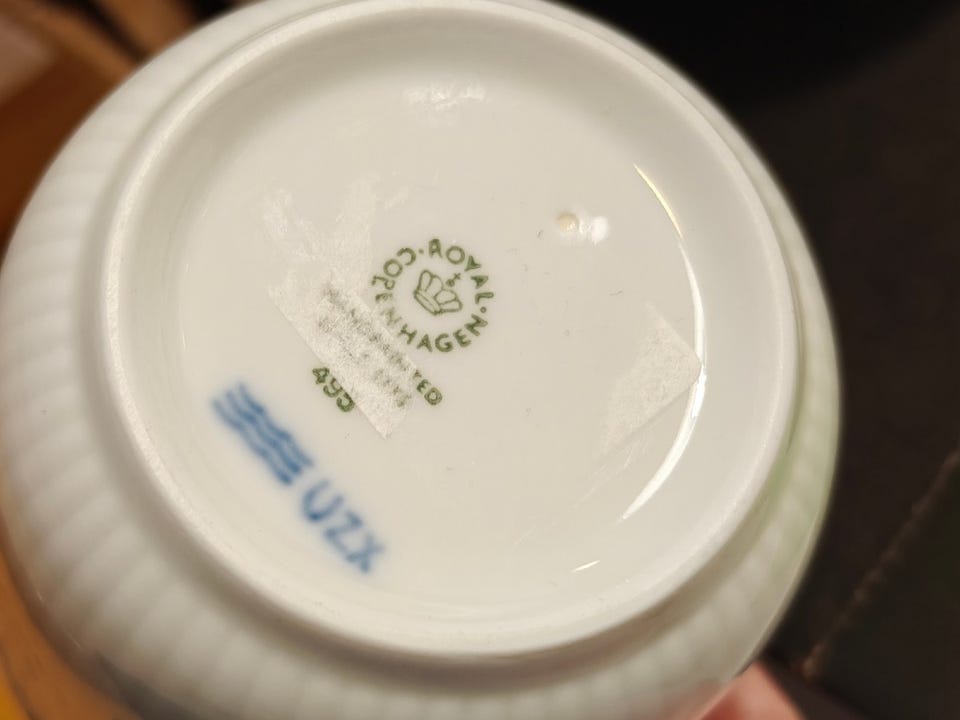 ROYAL
COPENHAGEN
495
UZX